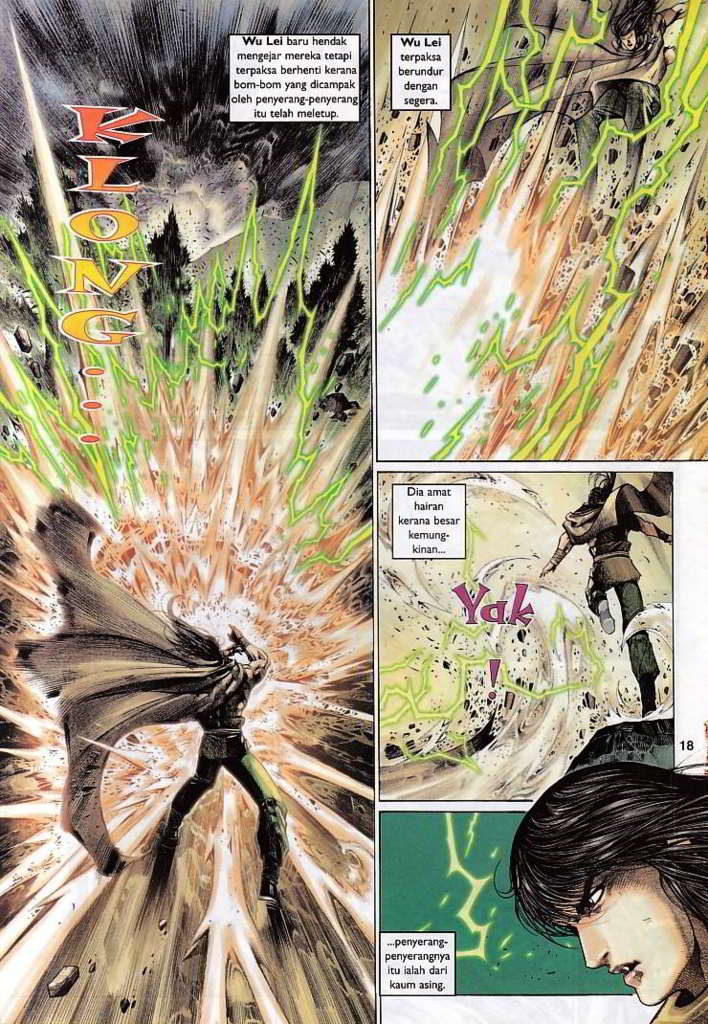 Wu Lei baru hendak
mengejar mereka tetapi
terpaksa berhenti kerana
bom-bom yang dicampak
oleh penyerang-penyerang
itu telah meletup.
KLONG...
Wu Lei
terpaksa
berundur
dengan
segera.
Dia amat
hairan
kerana besar
kemung-
kinan...
Yak
!
18
...penyerang-
penyerangnya
itu ialah dari
kaum asing.